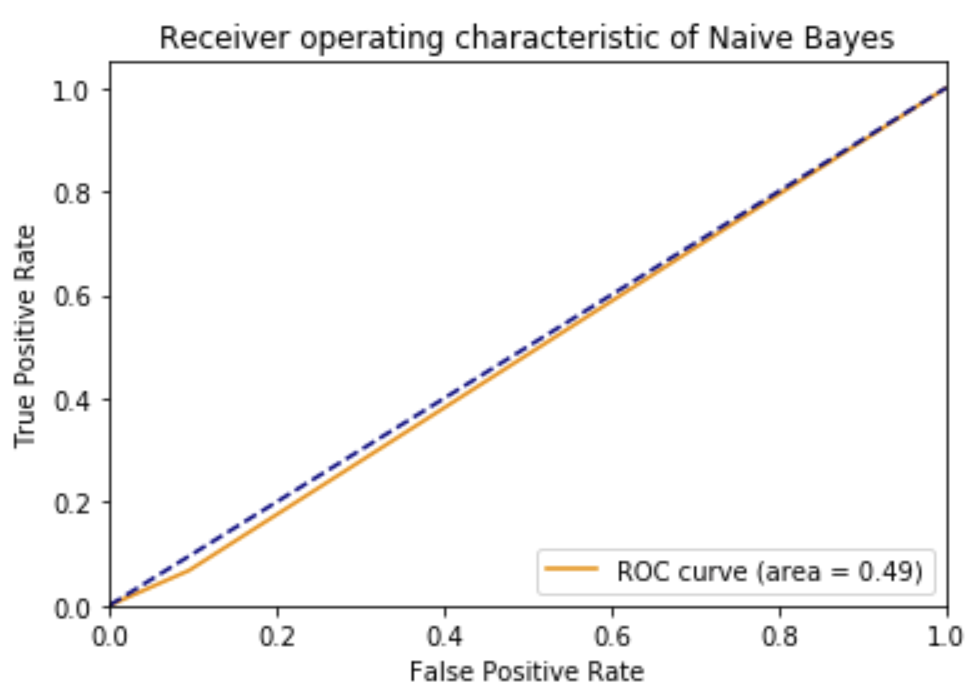 Receiver operating characteristic of Naive Bayes
1.0
0.8
0.6
0.4
0.2
0.0
True Positive Rate
ROC curve (area = 0.49)
0.0 0.2 0.4 0.6 0.8 1.0
False Positive Rate